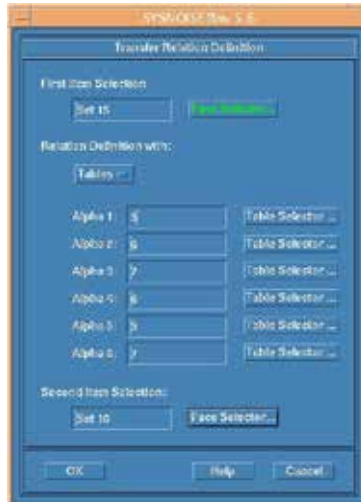 SYSNOISE Rev 5.5
Transfer Relation Definition
First Item Selection
Set 15 Face Selector...
Relation Definition with:
Tables
Alpha 1: 5 Table Selector ...
Alpha 2: 6 Table Selector ...
Alpha 3: 7 Table Selector ...
Alpha 4: 6 Table Selector ...
Alpha 5: 5 Table Selector ...
Alpha 6: 7 Table Selector ...
Second Item Selection:
Set 10 Face Selector...
OK Help Cancel